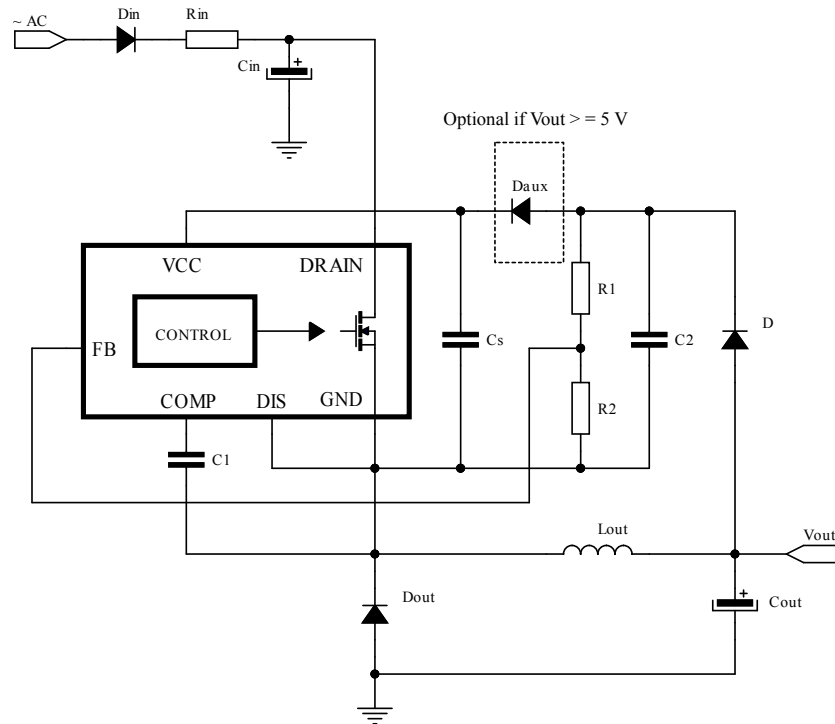 ~ AC
Din
Rin
Cin
+
Optional if Vout > = 5 V
Daux
VCC
DRAIN
R1
CONTROL
Cs
C2
D
FB
COMP
DIS
GND
R2
C1
Lout
Vout
Dout
+
Cout